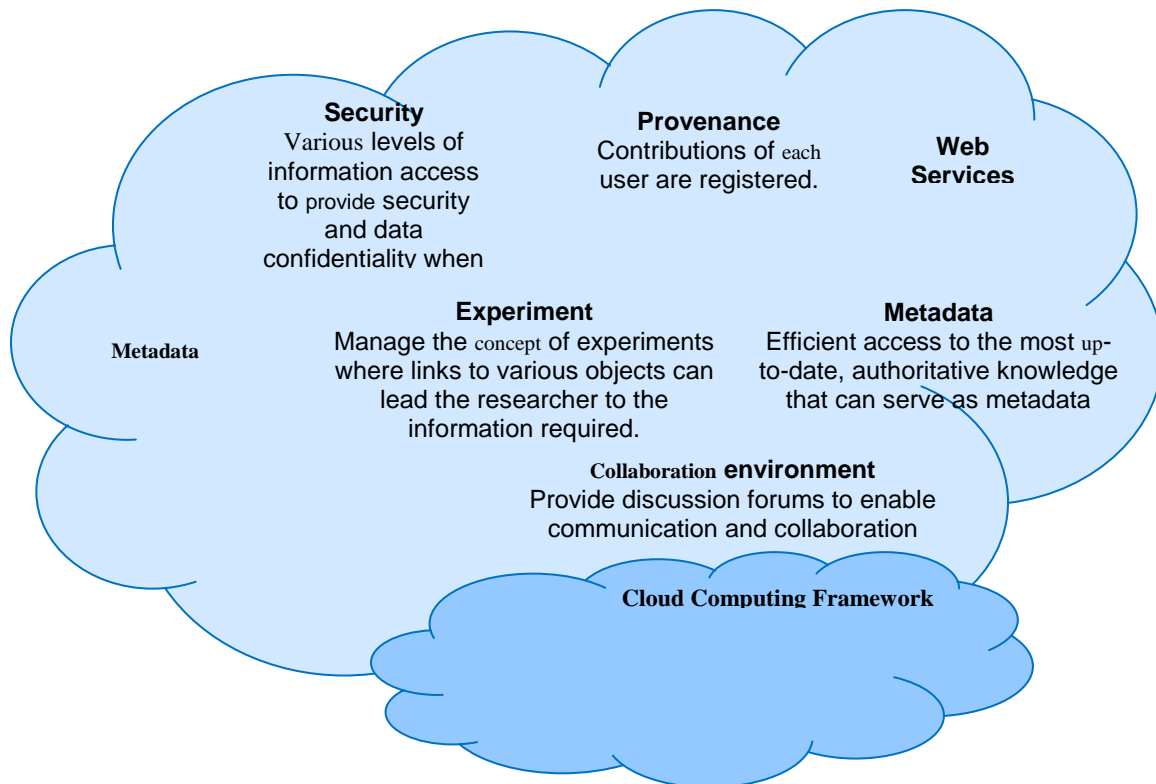 Security
Various levels of
information access
to provide security
and data
confidentiality when
Provenance
Contributions of each
user are registered.
Web
Services
Metadata
Experiment
Manage the concept of experiments
where links to various objects can
lead the researcher to the
information required.
Metadata
Efficient access to the most up-
to-date, authoritative knowledge
that can serve as metadata
Collaboration environment
Provide discussion forums to enable
communication and collaboration
Cloud Computing Framework